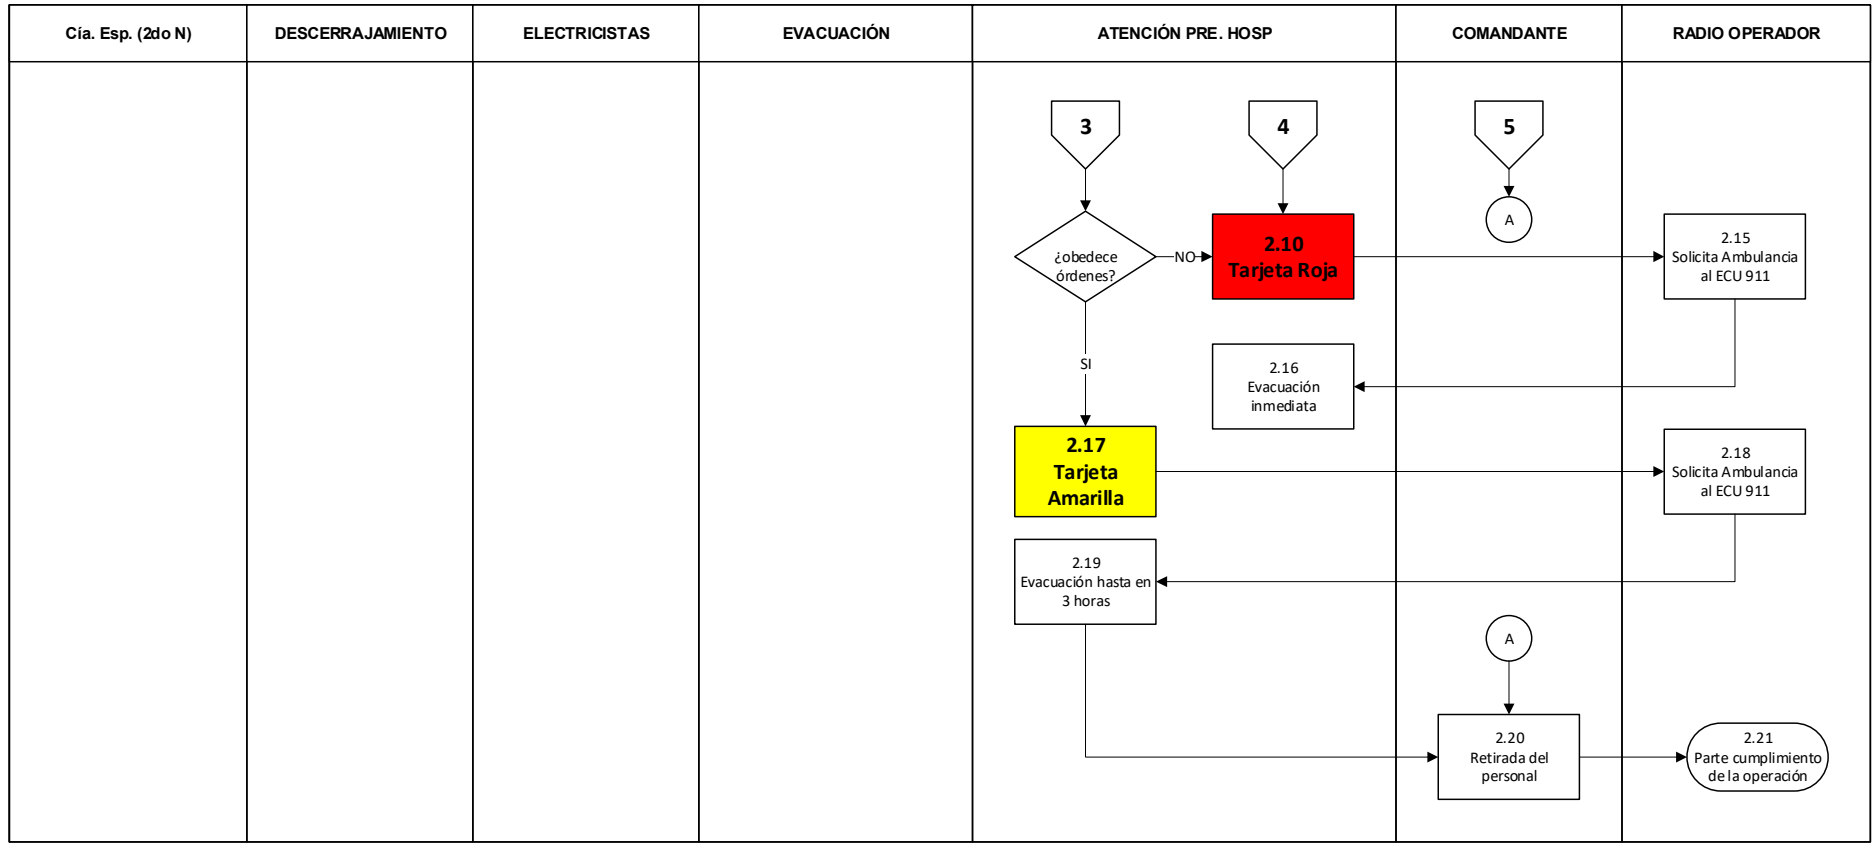 Cía. Esp. (2do N)
DESCERRAJAMIENTO
ELECTRICISTAS
EVACUACIÓN
ATENCIÓN PRE. HOSP
COMANDANTE
RADIO OPERADOR
3
4
5
A
¿obedece
órdenes?
NO
2.10
Tarjeta Roja
2.15
Solicita Ambulancia
al ECU 911
SI
2.16
Evacuación
inmediata
2.17
Tarjeta
Amarilla
2.18
Solicita Ambulancia
al ECU 911
2.19
Evacuación hasta en
3 horas
A
2.20
Retirada del
personal
2.21
Parte cumplimiento
de la operación